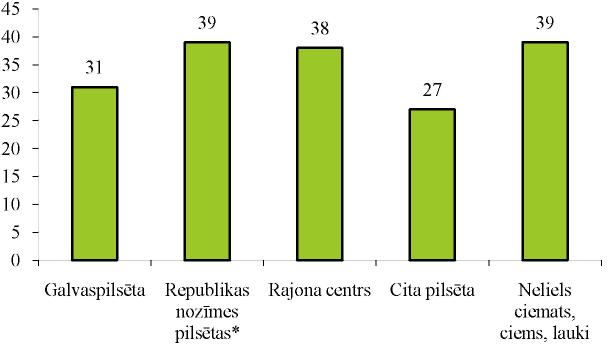 45
40
35
30
25
20
15
10
5
0
31
39
38
27
39
Galvaspilsēta
Republikas
nozīmes
pilsētas*
Rajona centrs
Cita pilsēta
Neliels
ciemats,
ciems, lauki